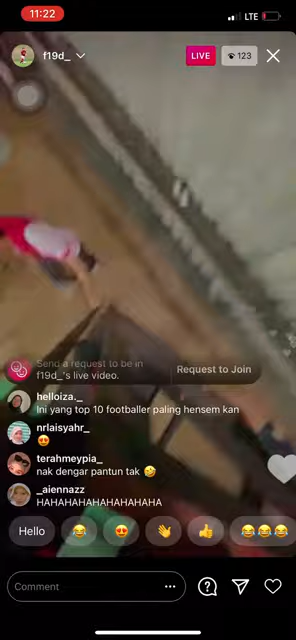 11:22
LTE
f19d_
LIVE
123
Send a request to be in
f19d_'s live video.
Request to Join
helloiza._
Ini yang top 10 footballer paling hensem kan
nrlaisyahr_
😍
terahmeypia_
nak dengar pantun tak 🤣
_aiennazz
HAHAHAHAHAHAHAHAHA
Hello 😂 😍 👋 👍 😂😂😂
Comment